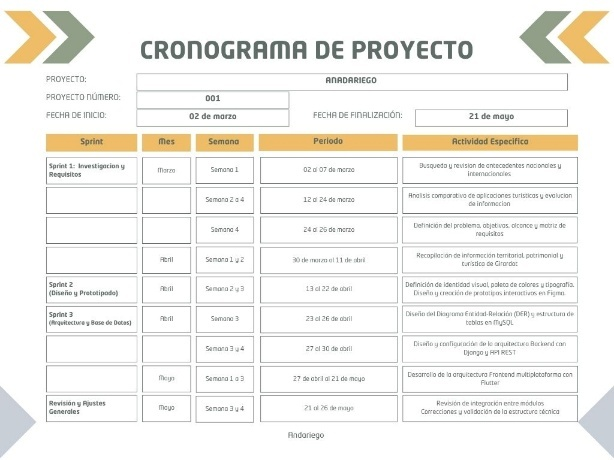 CRONOGRAMA DE PROYECTO
PROYECTO: ANADARIEGO
PROYECTO NÚMERO: 001
FECHA DE INICIO: 02 de marzo FECHA DE FINALIZACIÓN: 21 de mayo
Sprint Mes Semana Periodo Actividad Especifica
Sprint 1: Investigacion y
Requisitos
Marzo Semana 1 02 al 07 de marzo
Busqueda y revision de antecedentes nacionales y
internacionales
Semana 2 a 4 12 al 24 de marzo
Analisis comparativo de aplicaciones turisticas y evolucion
de informacion
Semana 4 24 al 26 de marzo
Definición del problema, objetivos, alcance y matriz de
requisitos
Abril Semana 1 y 2 30 de marzo al 11 de abril
Recopilación de información territorial, patrimonial y
turística de Girardot
Sprint 2
(Diseño y Prototipado)
Abril Semana 2 y 3 13 al 22 de abril
Definición de identidad visual, paleta de colores y tipografía.
Diseño y creación de prototipos interactivos en Figma.
Sprint 3
(Arquitectura y Base de Datos)
Abril Semana 3 23 al 26 de abril
Diseño del Diagrama Entidad-Relación (DER) y estructura de
tablas en MySQL
Semana 3 y 4 27 al 30 de abril
Diseño y configuración de la arquitectura Backend con
Django y API REST
Mayo Semana 1 a 3 27 de abril al 21 de mayo
Desarrollo de la arquitectura Frontend multiplataforma con
Flutter
Revisión y Ajustes
Generales
Mayo Semana 3 y 4 21 al 26 de mayo
Revisión de integración entre módulos
Correcciones y validación de la estructura técnica
Andariego